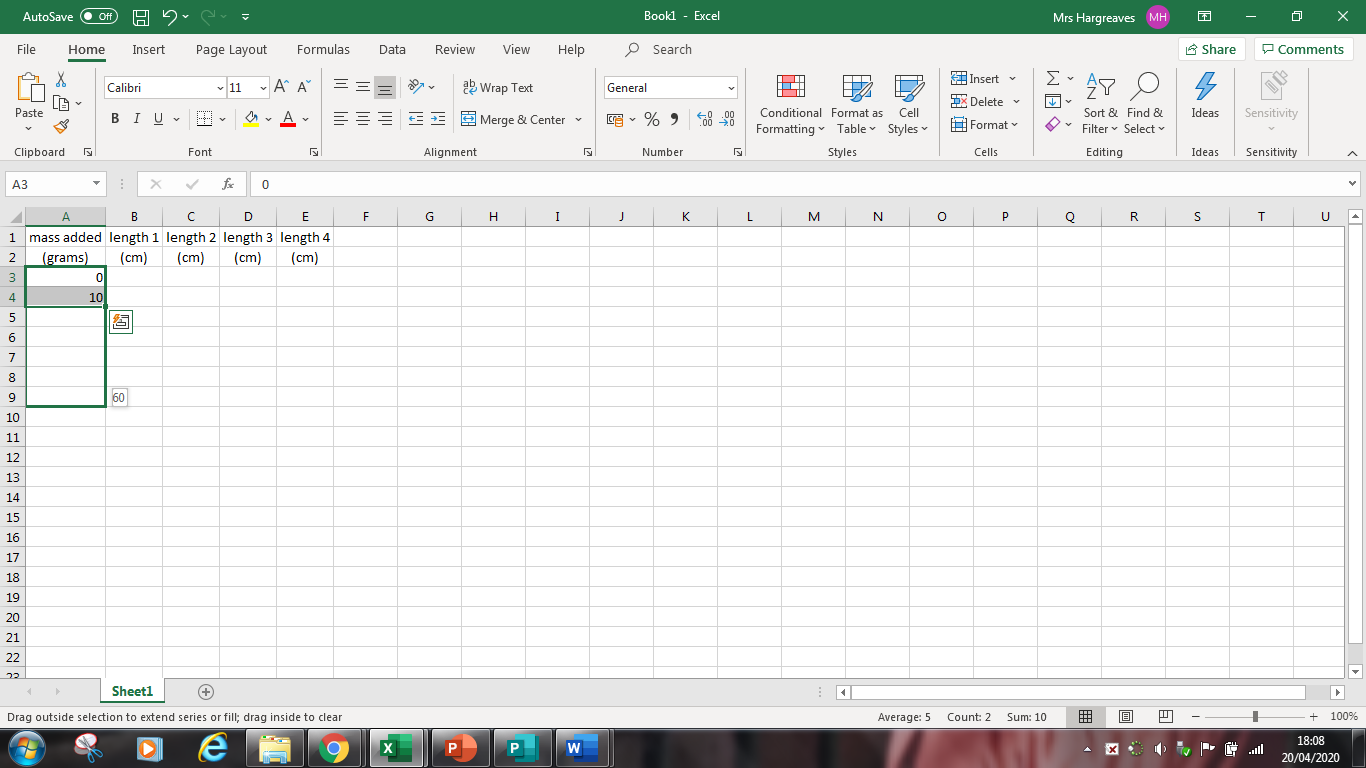 AutoSave Off Book1 - Excel Mrs Hargreaves MH
File Home Insert Page Layout Formulas Data Review View Help Search Share Comments
Paste
Clipboard
Calibri 11 A A
B I U A
Font
ab Wrap Text
Merge & Center
Alignment
General
% 
Number
Conditional Formatting
Format as Table
Cell Styles
Styles
Insert
Delete
Format
Cells
Sort & Filter
Find & Select
Editing
Ideas
Ideas
Sensitivity
Sensitivity
A3 fx 0
A B C D E F G H I J K L M N O P Q R S T U
1 mass added length 1 length 2 length 3 length 4
2 (grams) (cm) (cm) (cm) (cm)
3 0
4 10
5
6
7
8
9 60
10
11
12
13
14
15
16
17
18
19
20
21
22
23
Sheet1
Drag outside selection to extend series or fill; drag inside to clear Average: 5 Count: 2 Sum: 10 100%
18:08
20/04/2020